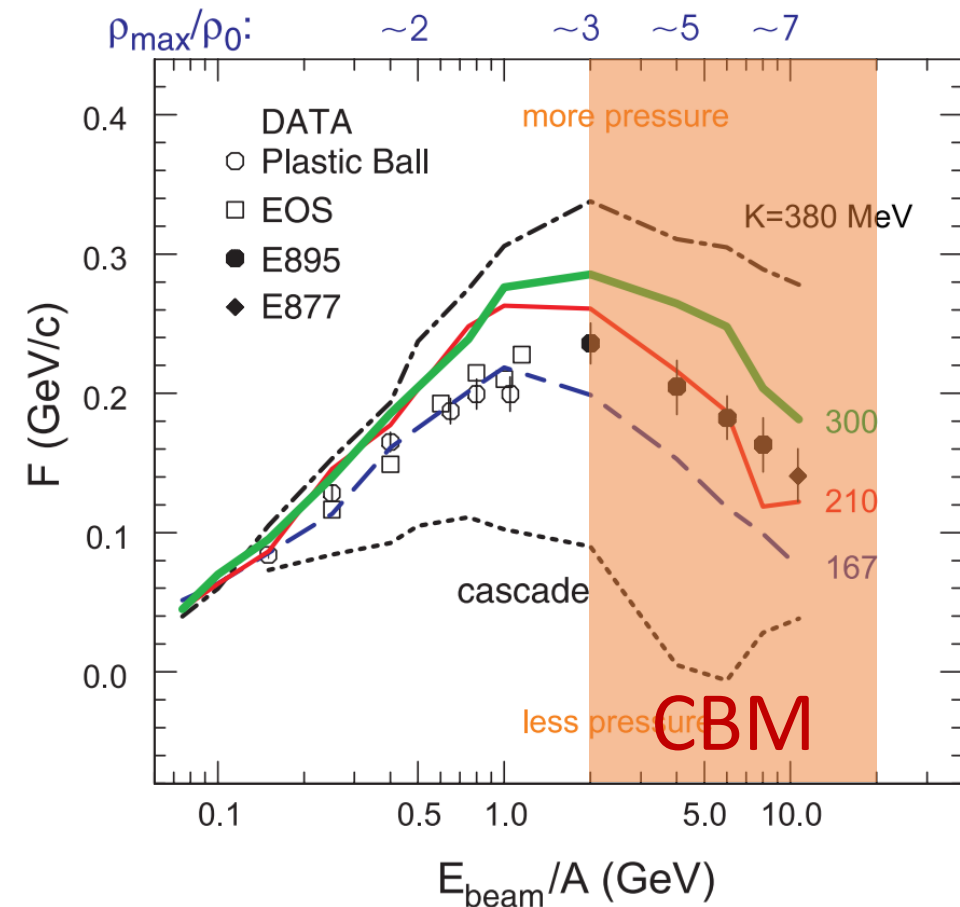 ρmax/ρ0: ~2 ~3 ~5 ~7
0.4
0.3
0.2
0.1
0.0
F (GeV/c)
DATA
Plastic Ball
EOS
E895
E877
more pressure
K=380 MeV
300
210
167
cascade
less pressure
CBM
0.1 0.5 1.0 5.0 10.0
Ebeam/A (GeV)